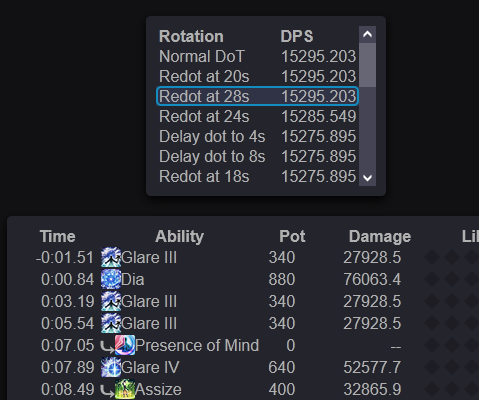 Rotation DPS
Normal DoT 15295.203
Redot at 20s 15295.203
Redot at 28s 15295.203
Redot at 24s 15285.549
Delay dot to 4s 15275.895
Delay dot to 8s 15275.895
Redot at 18s 15275.895
Time Ability Pot Damage Lil
-0:01.51 Glare III 340 27928.5
0:00.84 Dia 880 76063.4
0:03.19 Glare III 340 27928.5
0:05.54 Glare III 340 27928.5
0:07.05 Presence of Mind 0 --
0:07.89 Glare IV 640 52577.7
0:08.49 Assize 400 32865.9